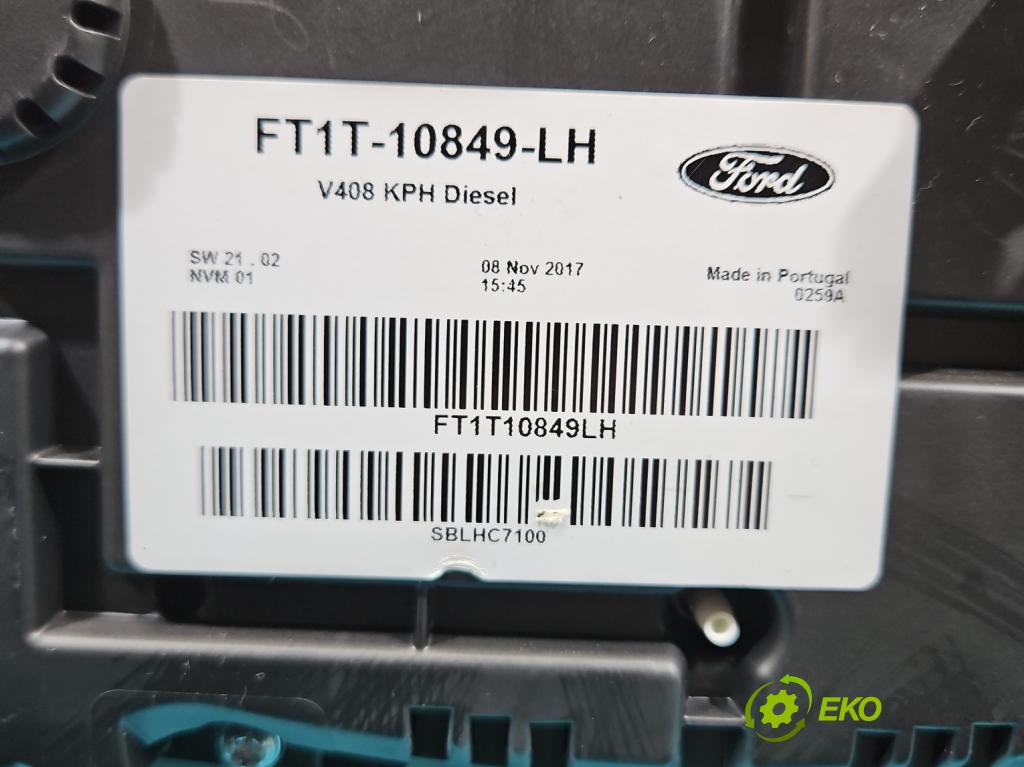 FT1T-10849-LH
Ford
V408 KPH Diesel
SW 21 . 02
NVM 01
08 Nov 2017
15:45
Made in Portugal
0259A
FT1T10849LH
SBLHC7100
EKO